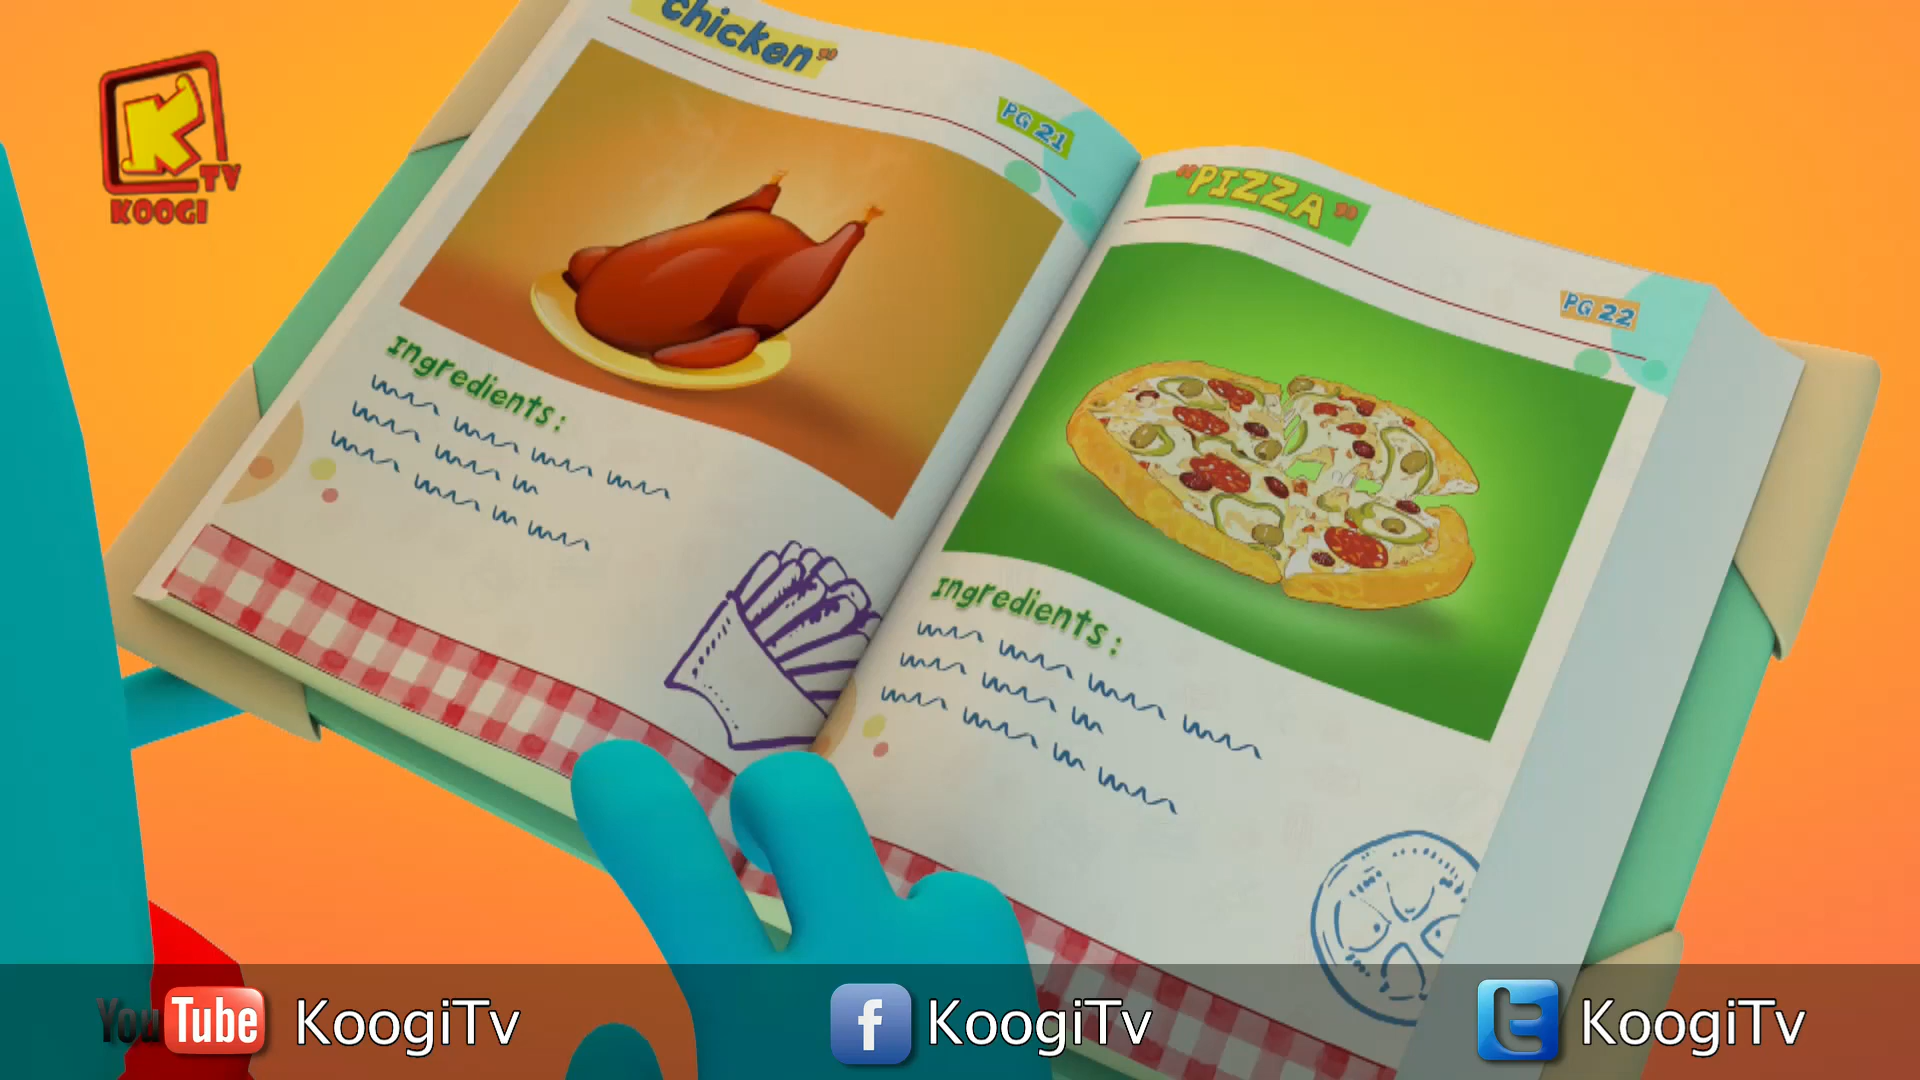 K TV
KOOGI
Chicken"
PG 21
Ingredients:
"PIZZA"
PG 22
Ingredients:
YouTube KoogiTv
f KoogiTv
t KoogiTv